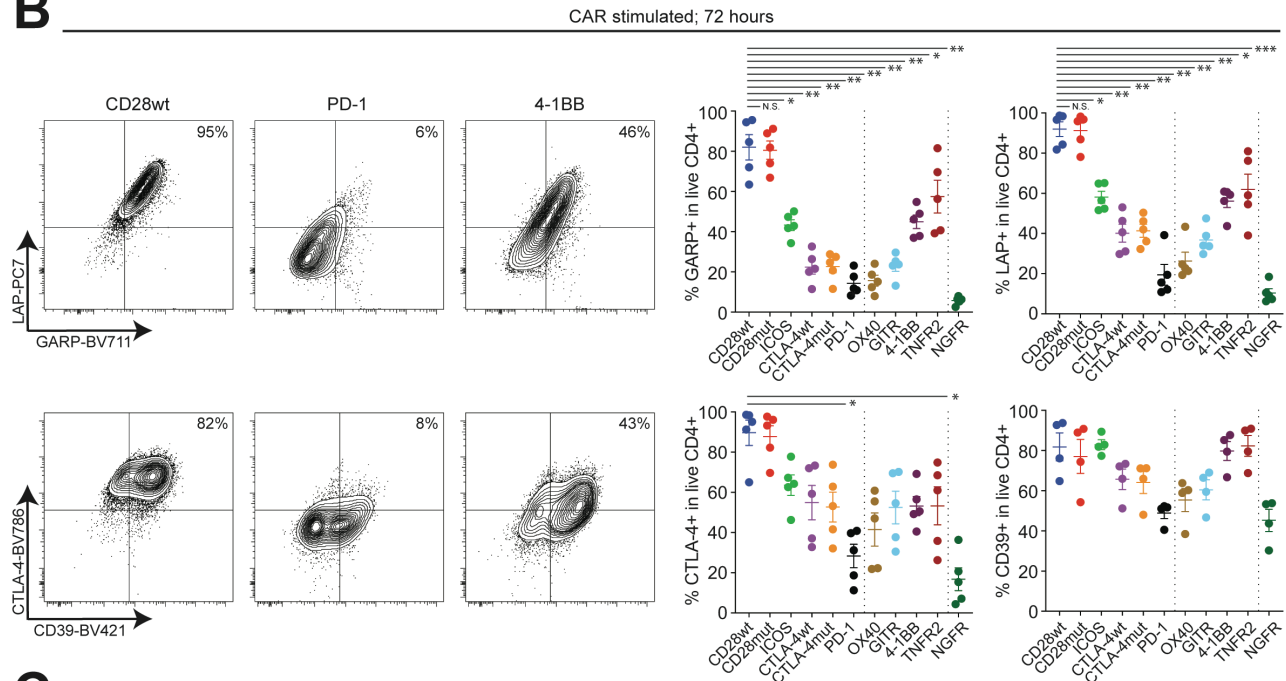 B
CAR stimulated; 72 hours
CD28wt
PD-1
4-1BB
95%
6%
46%
LAP-PC7
GARP-BV711
82%
8%
43%
CTLA-4-BV786
CD39-BV421
**
*
**
**
**
**
**
**
*
N.S.
% GARP+ in live CD4+
100
80
60
40
20
0
CD28wt
CD28mut
ICOS
CTLA-4wt
CTLA-4mut
PD-1
OX40
GITR
4-1BB
TNFR2
NGFR
***
*
**
**
**
**
**
**
*
N.S.
% LAP+ in live CD4+
100
80
60
40
20
0
CD28wt
CD28mut
ICOS
CTLA-4wt
CTLA-4mut
PD-1
OX40
GITR
4-1BB
TNFR2
NGFR
*
*
% CTLA-4+ in live CD4+
100
80
60
40
20
0
CD28wt
CD28mut
ICOS
CTLA-4wt
CTLA-4mut
PD-1
OX40
GITR
4-1BB
TNFR2
NGFR
% CD39+ in live CD4+
100
80
60
40
20
0
CD28wt
CD28mut
ICOS
CTLA-4wt
CTLA-4mut
PD-1
OX40
GITR
4-1BB
TNFR2
NGFR